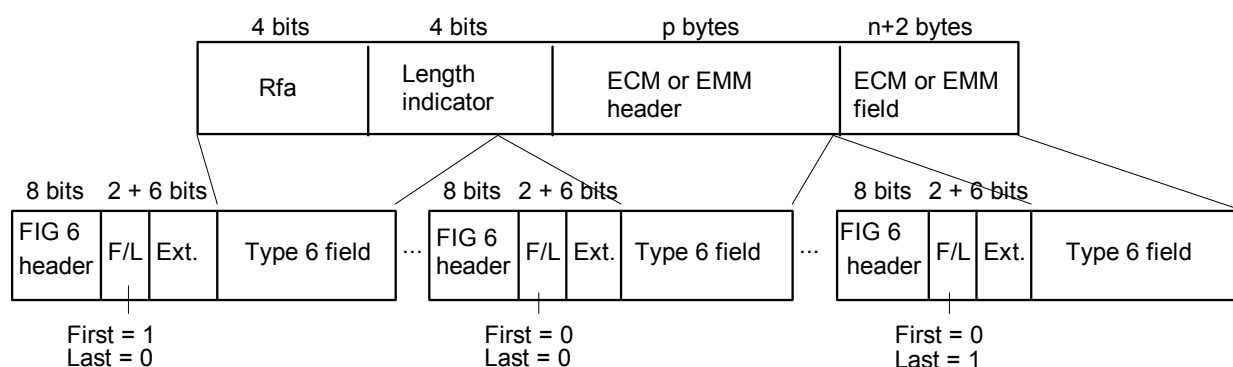 4 bits 4 bits p bytes n+2 bytes
Rfa Length indicator ECM or EMM header ECM or EMM field
8 bits 2 + 6 bits 8 bits 2 + 6 bits 8 bits 2 + 6 bits
FIG 6 header F/L Ext. Type 6 field ... FIG 6 header F/L Ext. Type 6 field ... FIG 6 header F/L Ext. Type 6 field
First = 1 First = 0 First = 0
Last = 0 Last = 0 Last = 1